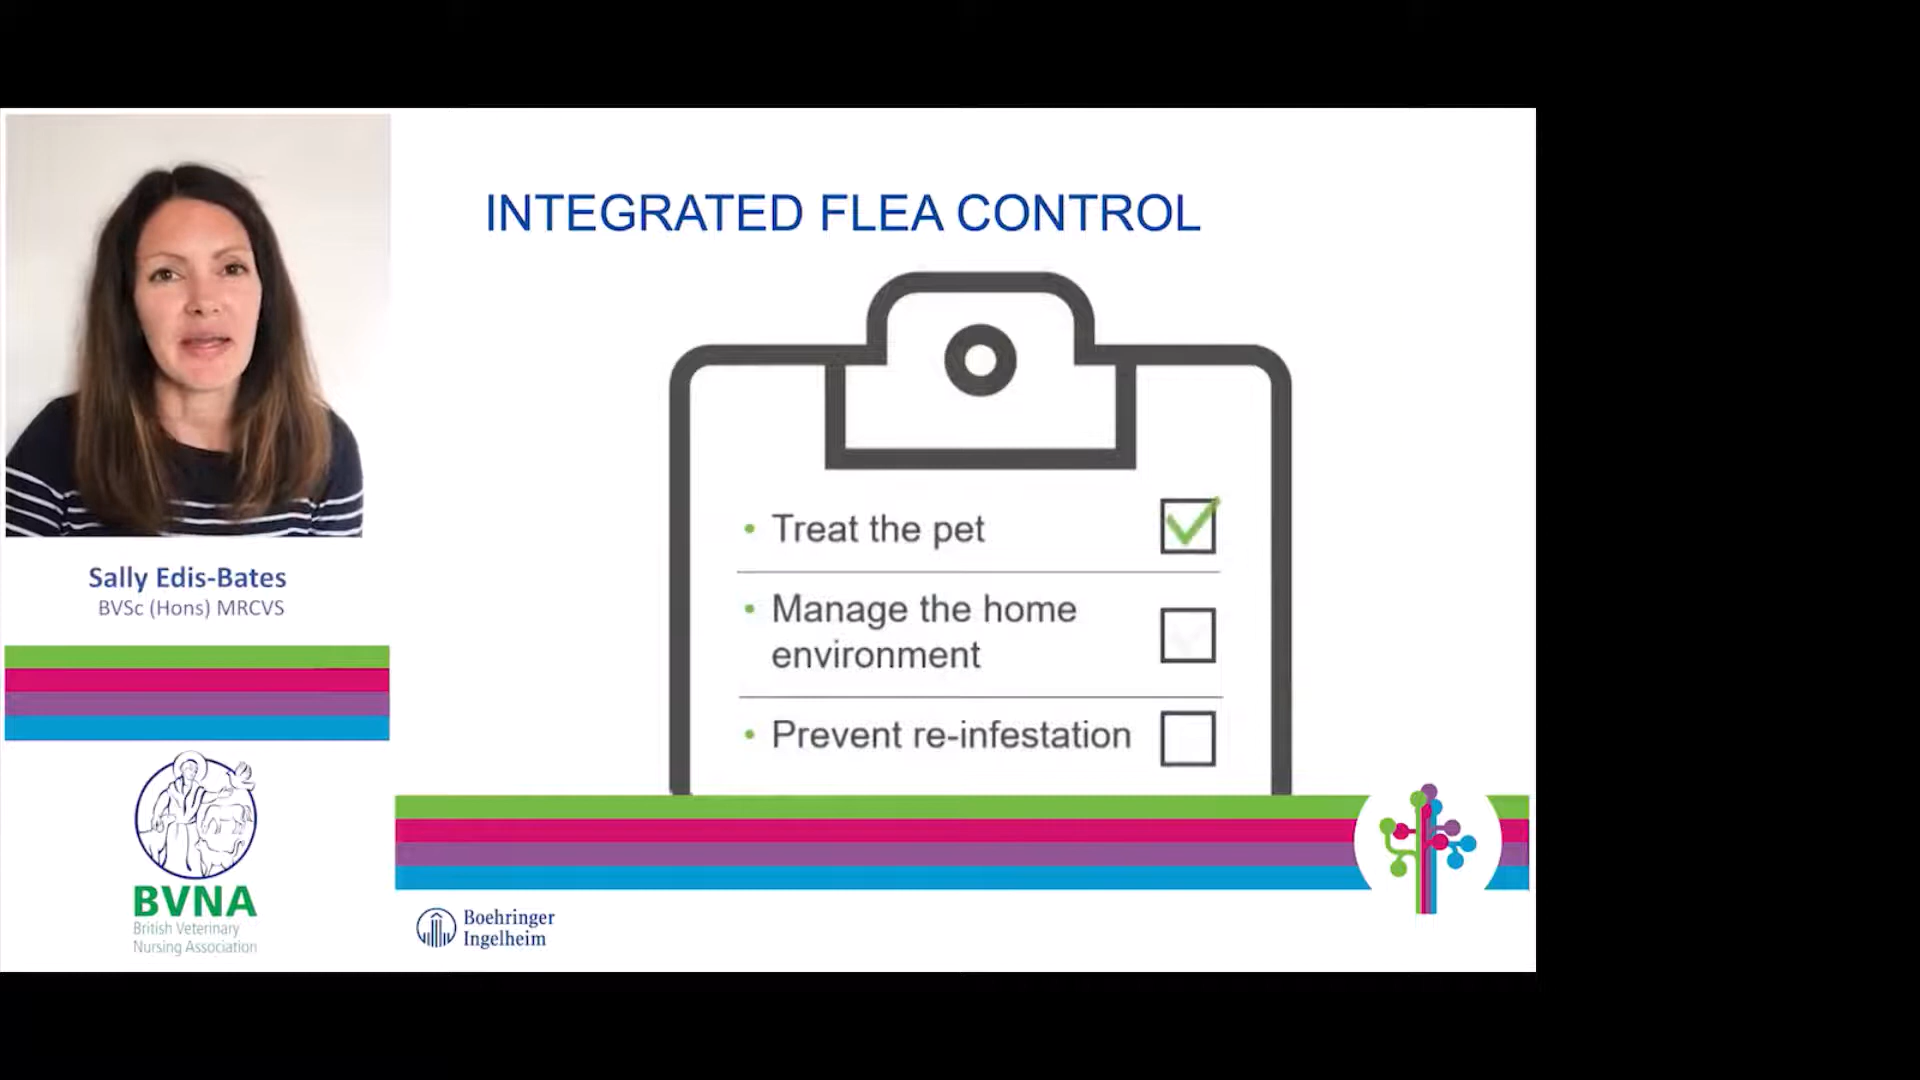 INTEGRATED FLEA CONTROL
• Treat the pet
• Manage the home
environment
• Prevent re-infestation
Sally Edis-Bates
BVSc (Hons) MRCVS
BVNA
British Veterinary
Nursing Association
Boehringer
Ingelheim